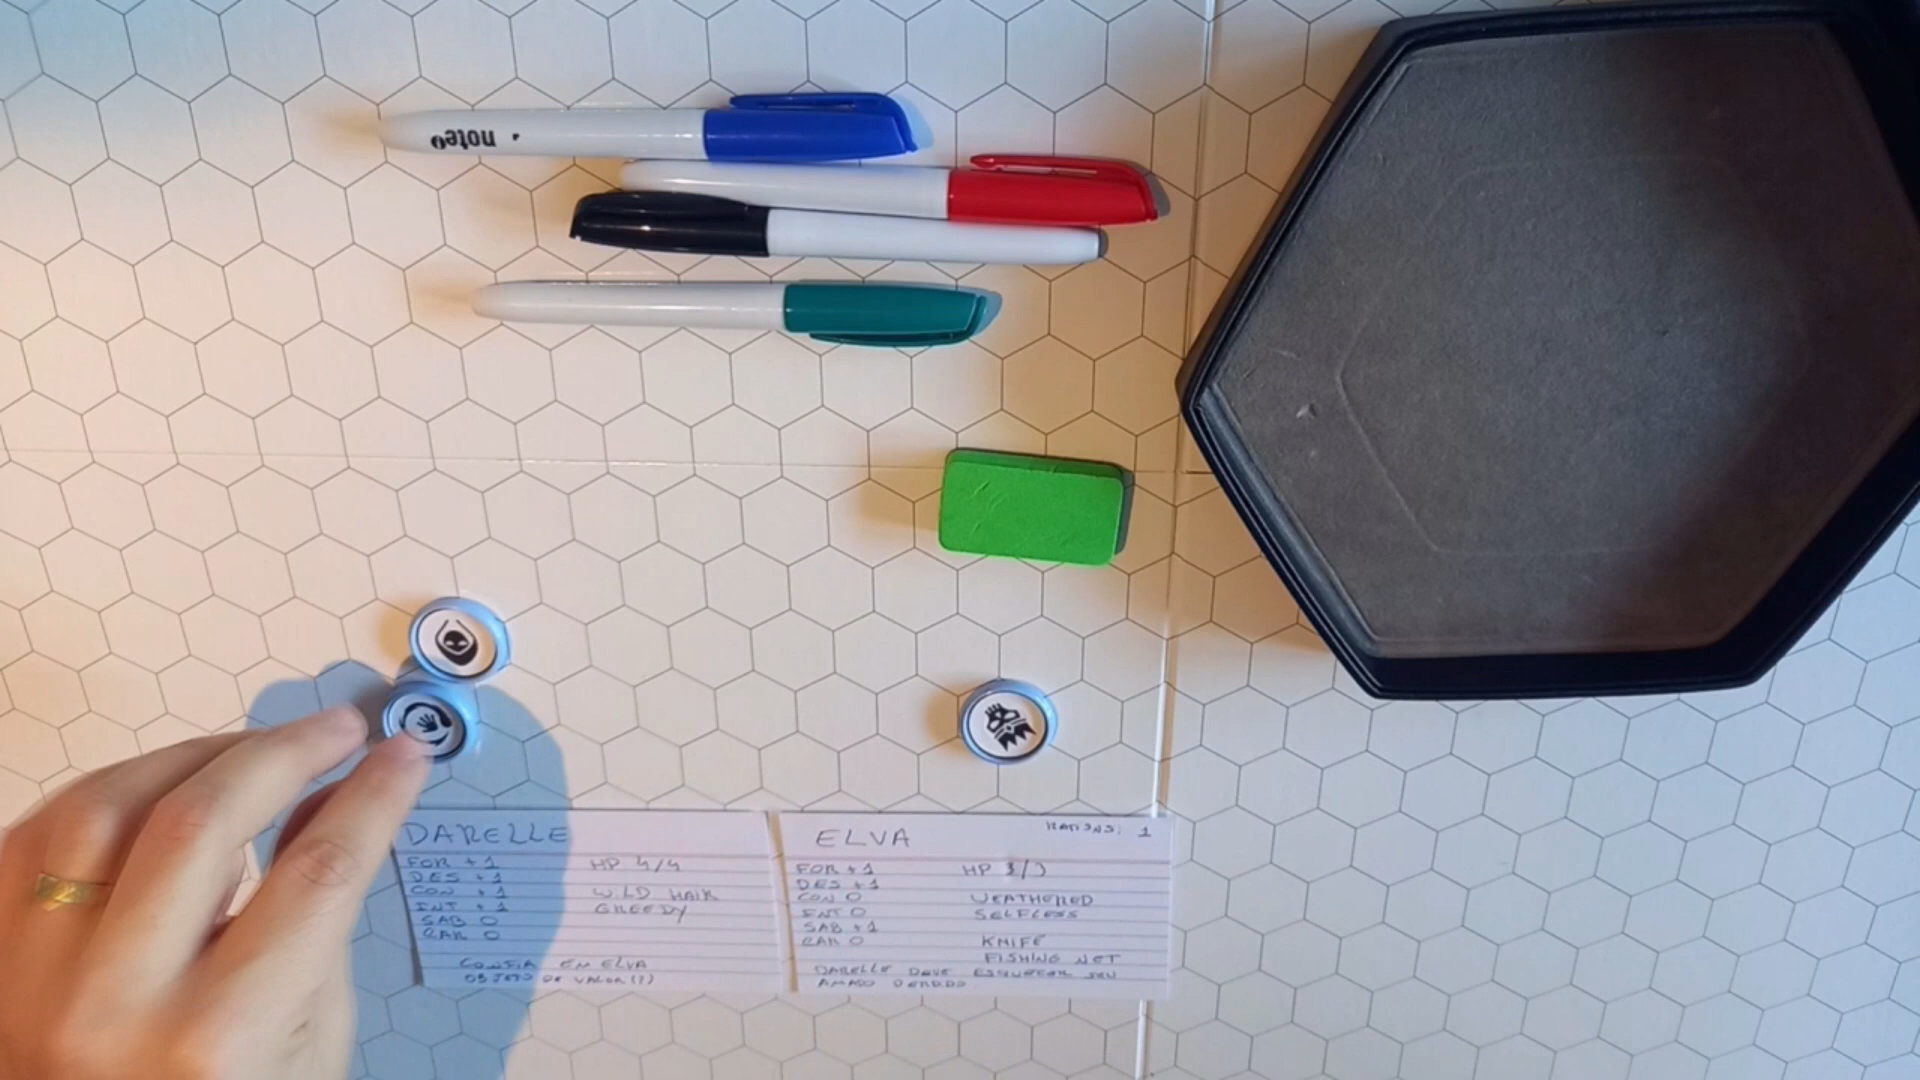 note
DARELLE
FOR +1
HP 4/4
DES +1
CON +1
WILD HAIR
INT +1
GREEDY
SAB 0
CAR 0
CONFIA EM ELVA
OBJETO DE VALOR(?)
ELVA
RATIONS: 1
FOR +1
HP 3/3
DES +1
CON 0
WEATHERED
INT 0
SELFLESS
SAB +1
CAR 0
KNIFE
FISHING NET
DARELLE DEVE ESQUECER SEU
AMADO PERDIDO